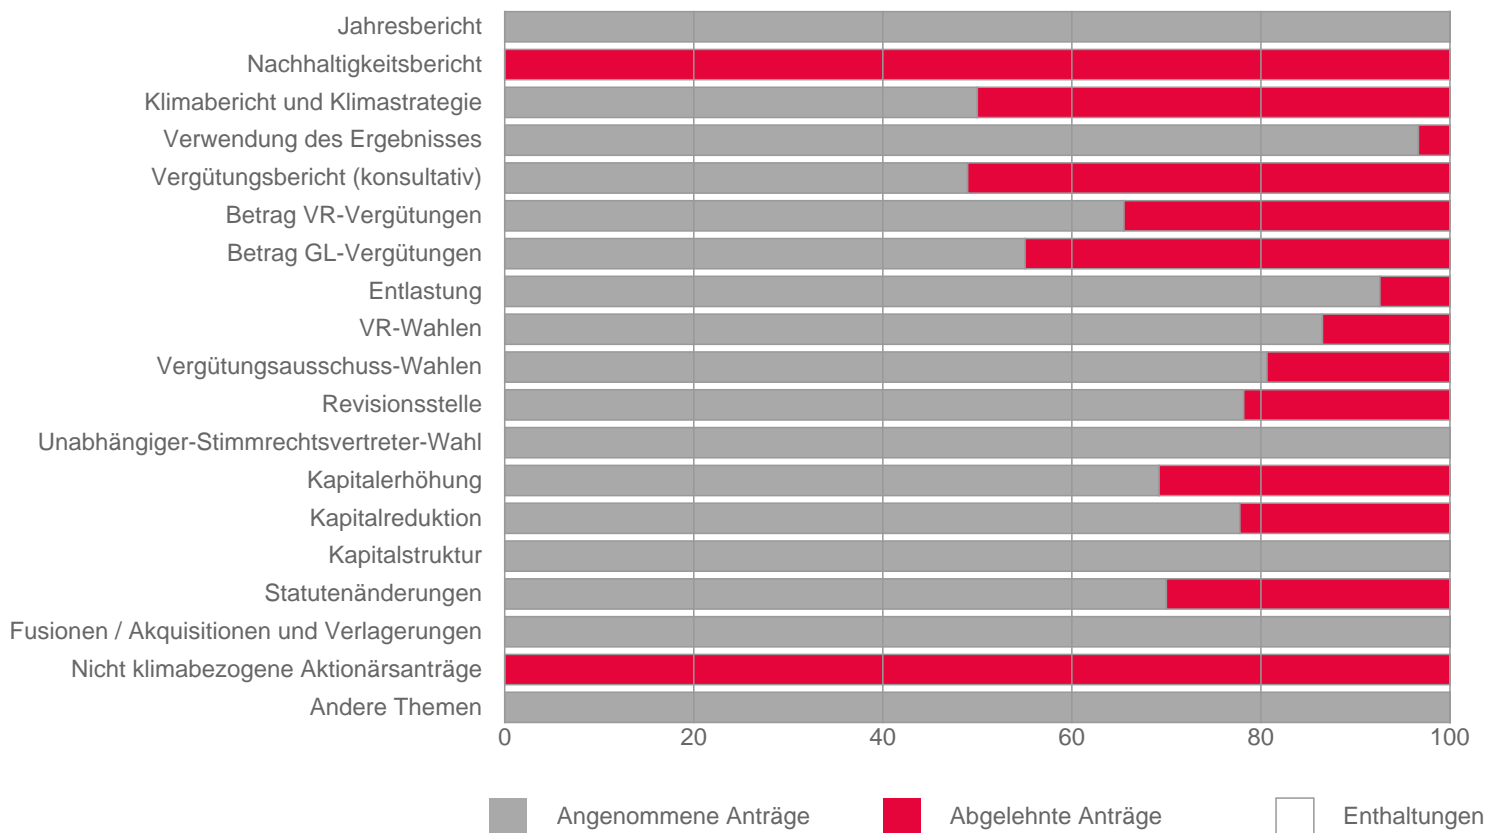 Jahresbericht
Nachhaltigkeitsbericht
Klimabericht und Klimastrategie
Verwendung des Ergebnisses
Vergütungsbericht (konsultativ)
Betrag VR-Vergütungen
Betrag GL-Vergütungen
Entlastung
VR-Wahlen
Vergütungsausschuss-Wahlen
Revisionsstelle
Unabhängiger-Stimmrechtsvertreter-Wahl
Kapitalerhöhung
Kapitalreduktion
Kapitalstruktur
Statutenänderungen
Fusionen / Akquisitionen und Verlagerungen
Nicht klimabezogene Aktionärsanträge
Andere Themen
0 20 40 60 80 100
Angenommene Anträge Abgelehnte Anträge Enthaltungen